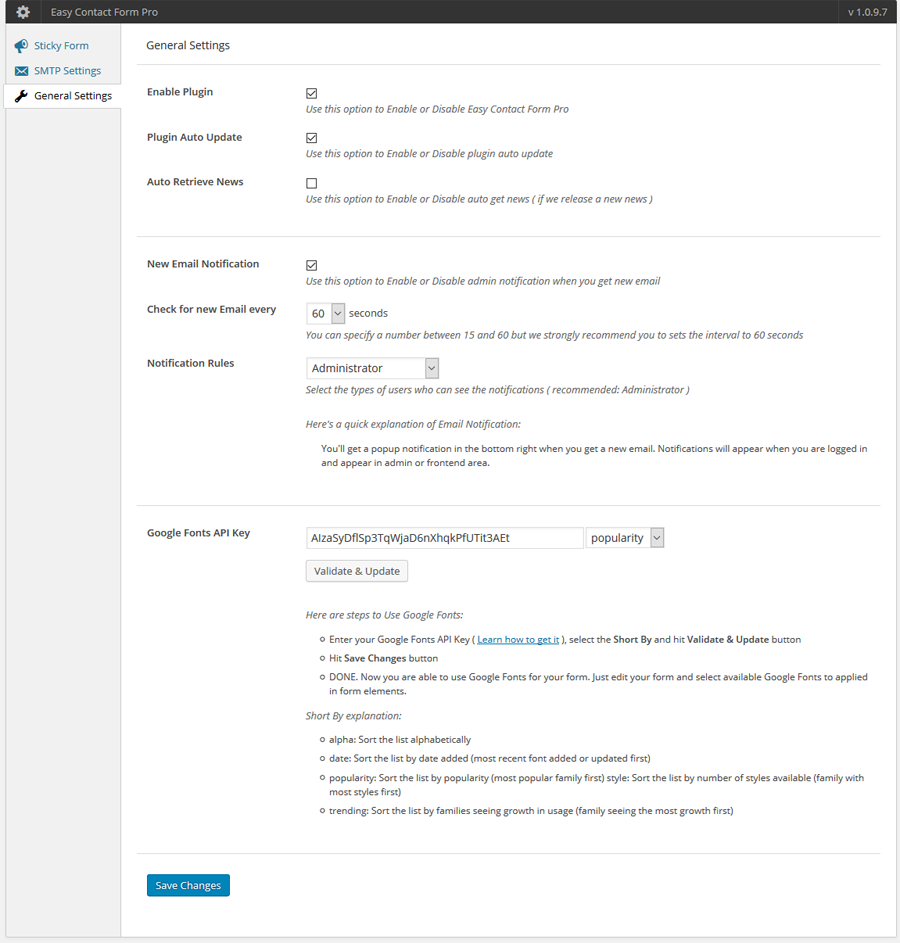 Easy Contact Form Pro
v 1.0.9.7
Sticky Form
SMTP Settings
General Settings
General Settings
Enable Plugin
Use this option to Enable or Disable Easy Contact Form Pro
Plugin Auto Update
Use this option to Enable or Disable plugin auto update
Auto Retrieve News
Use this option to Enable or Disable auto get news ( if we release a new news )
New Email Notification
Use this option to Enable or Disable admin notification when you get new email
Check for new Email every
60 seconds
You can specify a number between 15 and 60 but we strongly recommend you to sets the interval to 60 seconds
Notification Rules
Administrator
Select the types of users who can see the notifications ( recommended: Administrator )
Here's a quick explanation of Email Notification:
You'll get a popup notification in the bottom right when you get a new email. Notifications will appear when you are logged in
and appear in admin or frontend area.
Google Fonts API Key
AIzaSyDflSp3TqWjaD6nXhqkPfUTit3AEt
popularity
Validate & Update
Here are steps to Use Google Fonts:
Enter your Google Fonts API Key ( Learn how to get it ), select the Short By and hit Validate & Update button
Hit Save Changes button
DONE. Now you are able to use Google Fonts for your form. Just edit your form and select available Google Fonts to applied
in form elements.
Short By explanation:
alpha: Sort the list alphabetically
date: Sort the list by date added (most recent font added or updated first)
popularity: Sort the list by popularity (most popular family first) style: Sort the list by number of styles available (family with
most styles first)
trending: Sort the list by families seeing growth in usage (family seeing the most growth first)
Save Changes